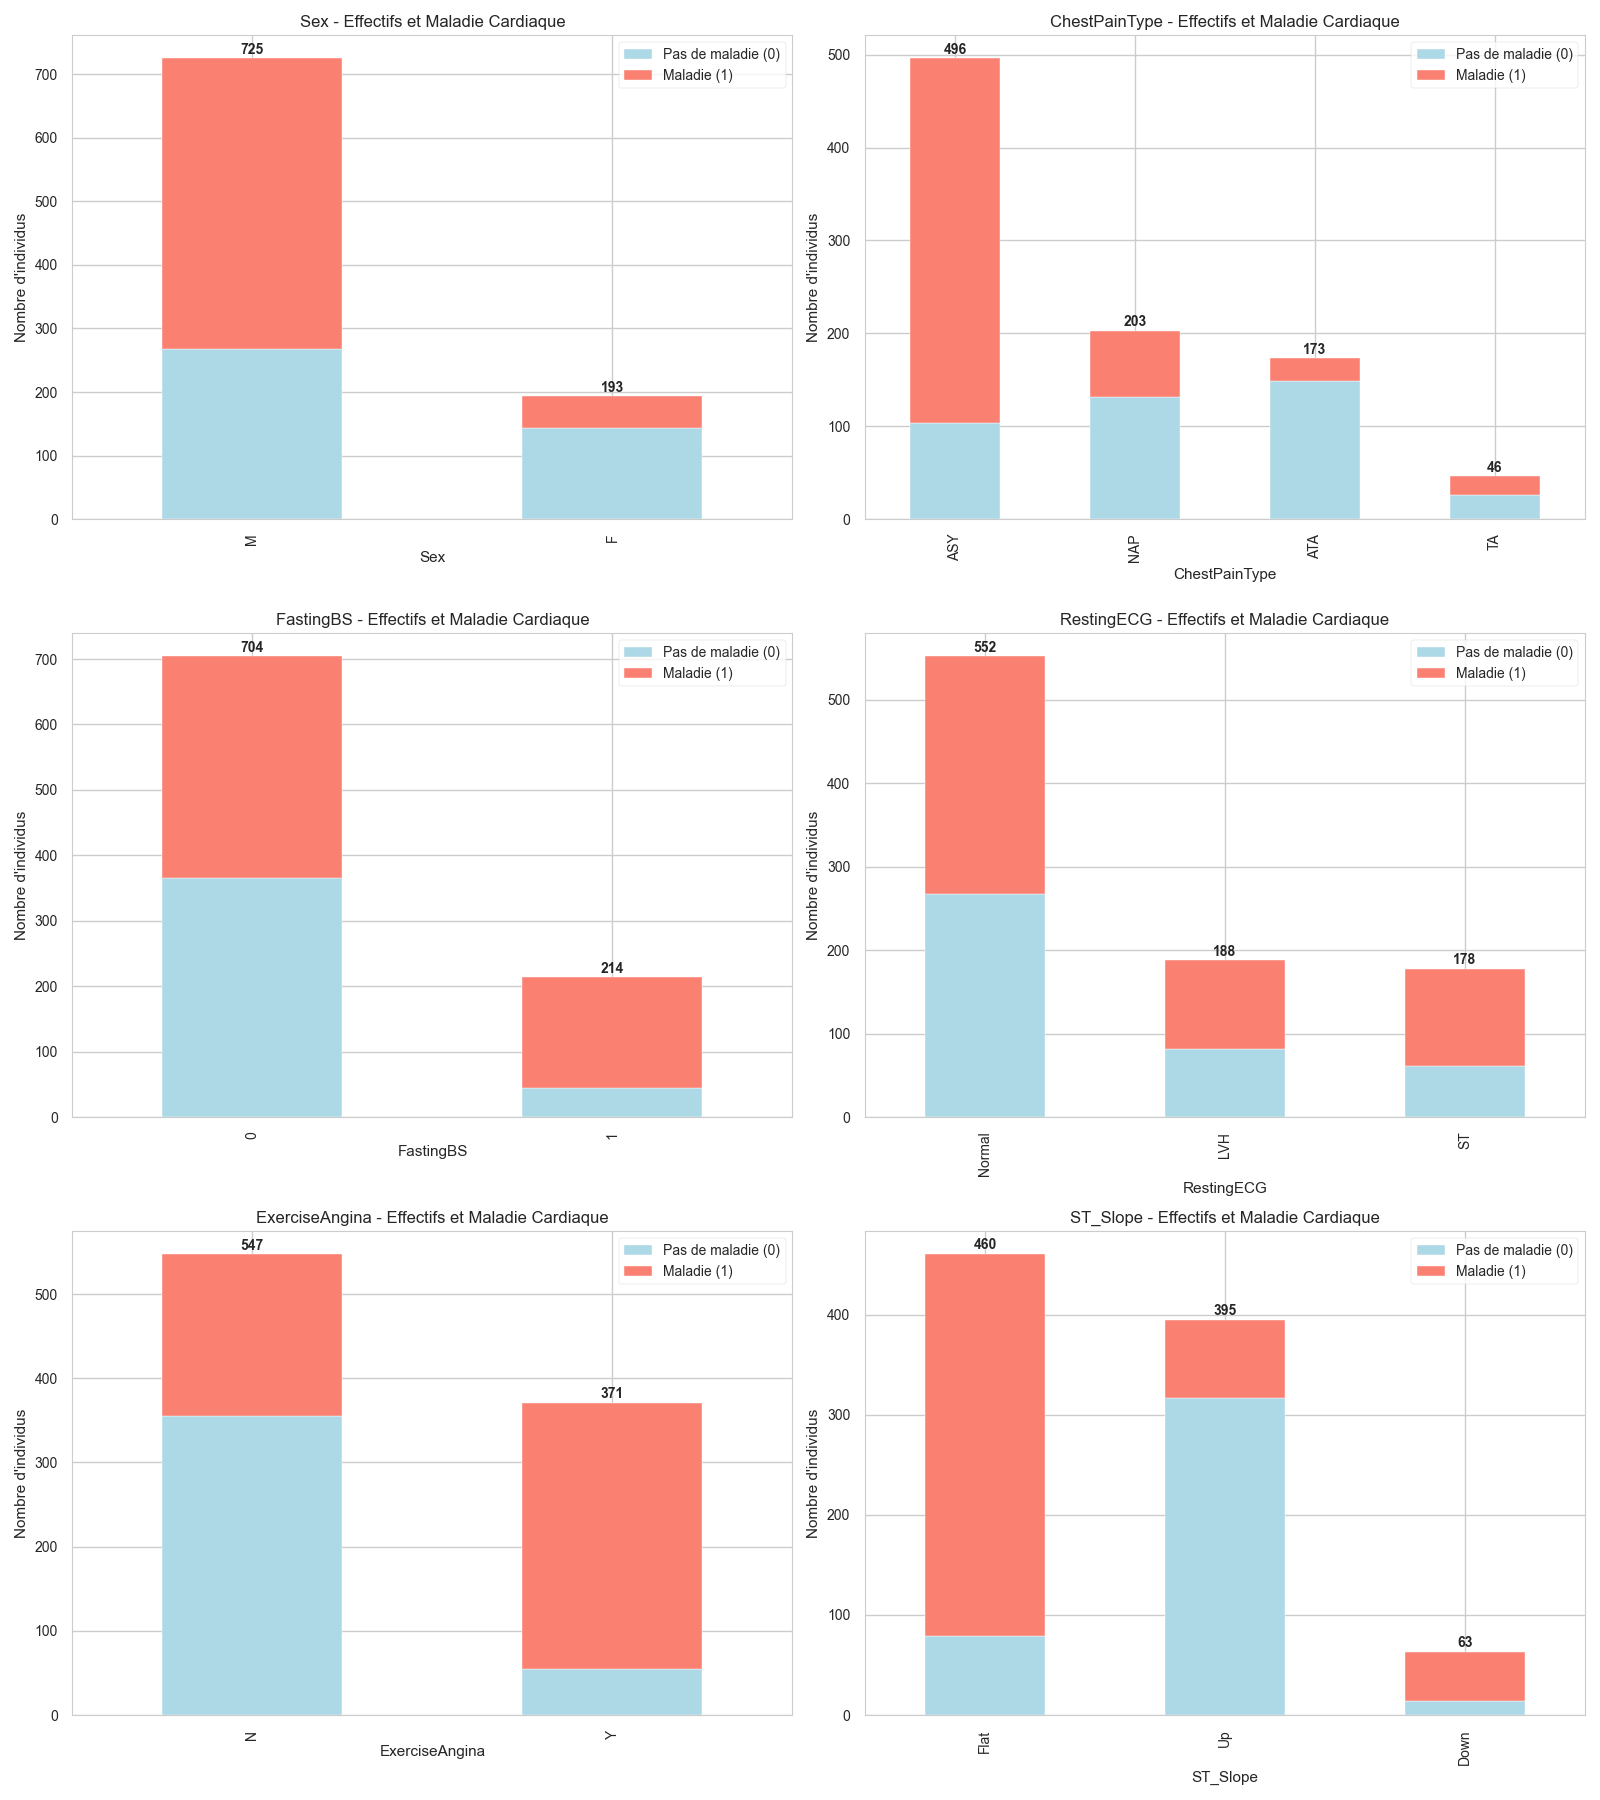 Sex - Effectifs et Maladie Cardiaque
725
Pas de maladie (0)
Maladie (1)
700
600
500
400
300
200
100
0
193
Nombre d'individus
M
F
Sex
ChestPainType - Effectifs et Maladie Cardiaque
496
Pas de maladie (0)
Maladie (1)
500
400
300
200
100
0
203
173
46
Nombre d'individus
ASY
NAP
ATA
TA
ChestPainType
FastingBS - Effectifs et Maladie Cardiaque
704
Pas de maladie (0)
Maladie (1)
700
600
500
400
300
200
100
0
214
Nombre d'individus
0
1
FastingBS
RestingECG - Effectifs et Maladie Cardiaque
552
Pas de maladie (0)
Maladie (1)
500
400
300
200
100
0
188
178
Nombre d'individus
Normal
LVH
ST
RestingECG
ExerciseAngina - Effectifs et Maladie Cardiaque
547
Pas de maladie (0)
Maladie (1)
500
400
300
200
100
0
371
Nombre d'individus
N
Y
ExerciseAngina
ST_Slope - Effectifs et Maladie Cardiaque
460
Pas de maladie (0)
Maladie (1)
400
300
200
100
0
395
63
Nombre d'individus
Flat
Up
Down
ST_Slope